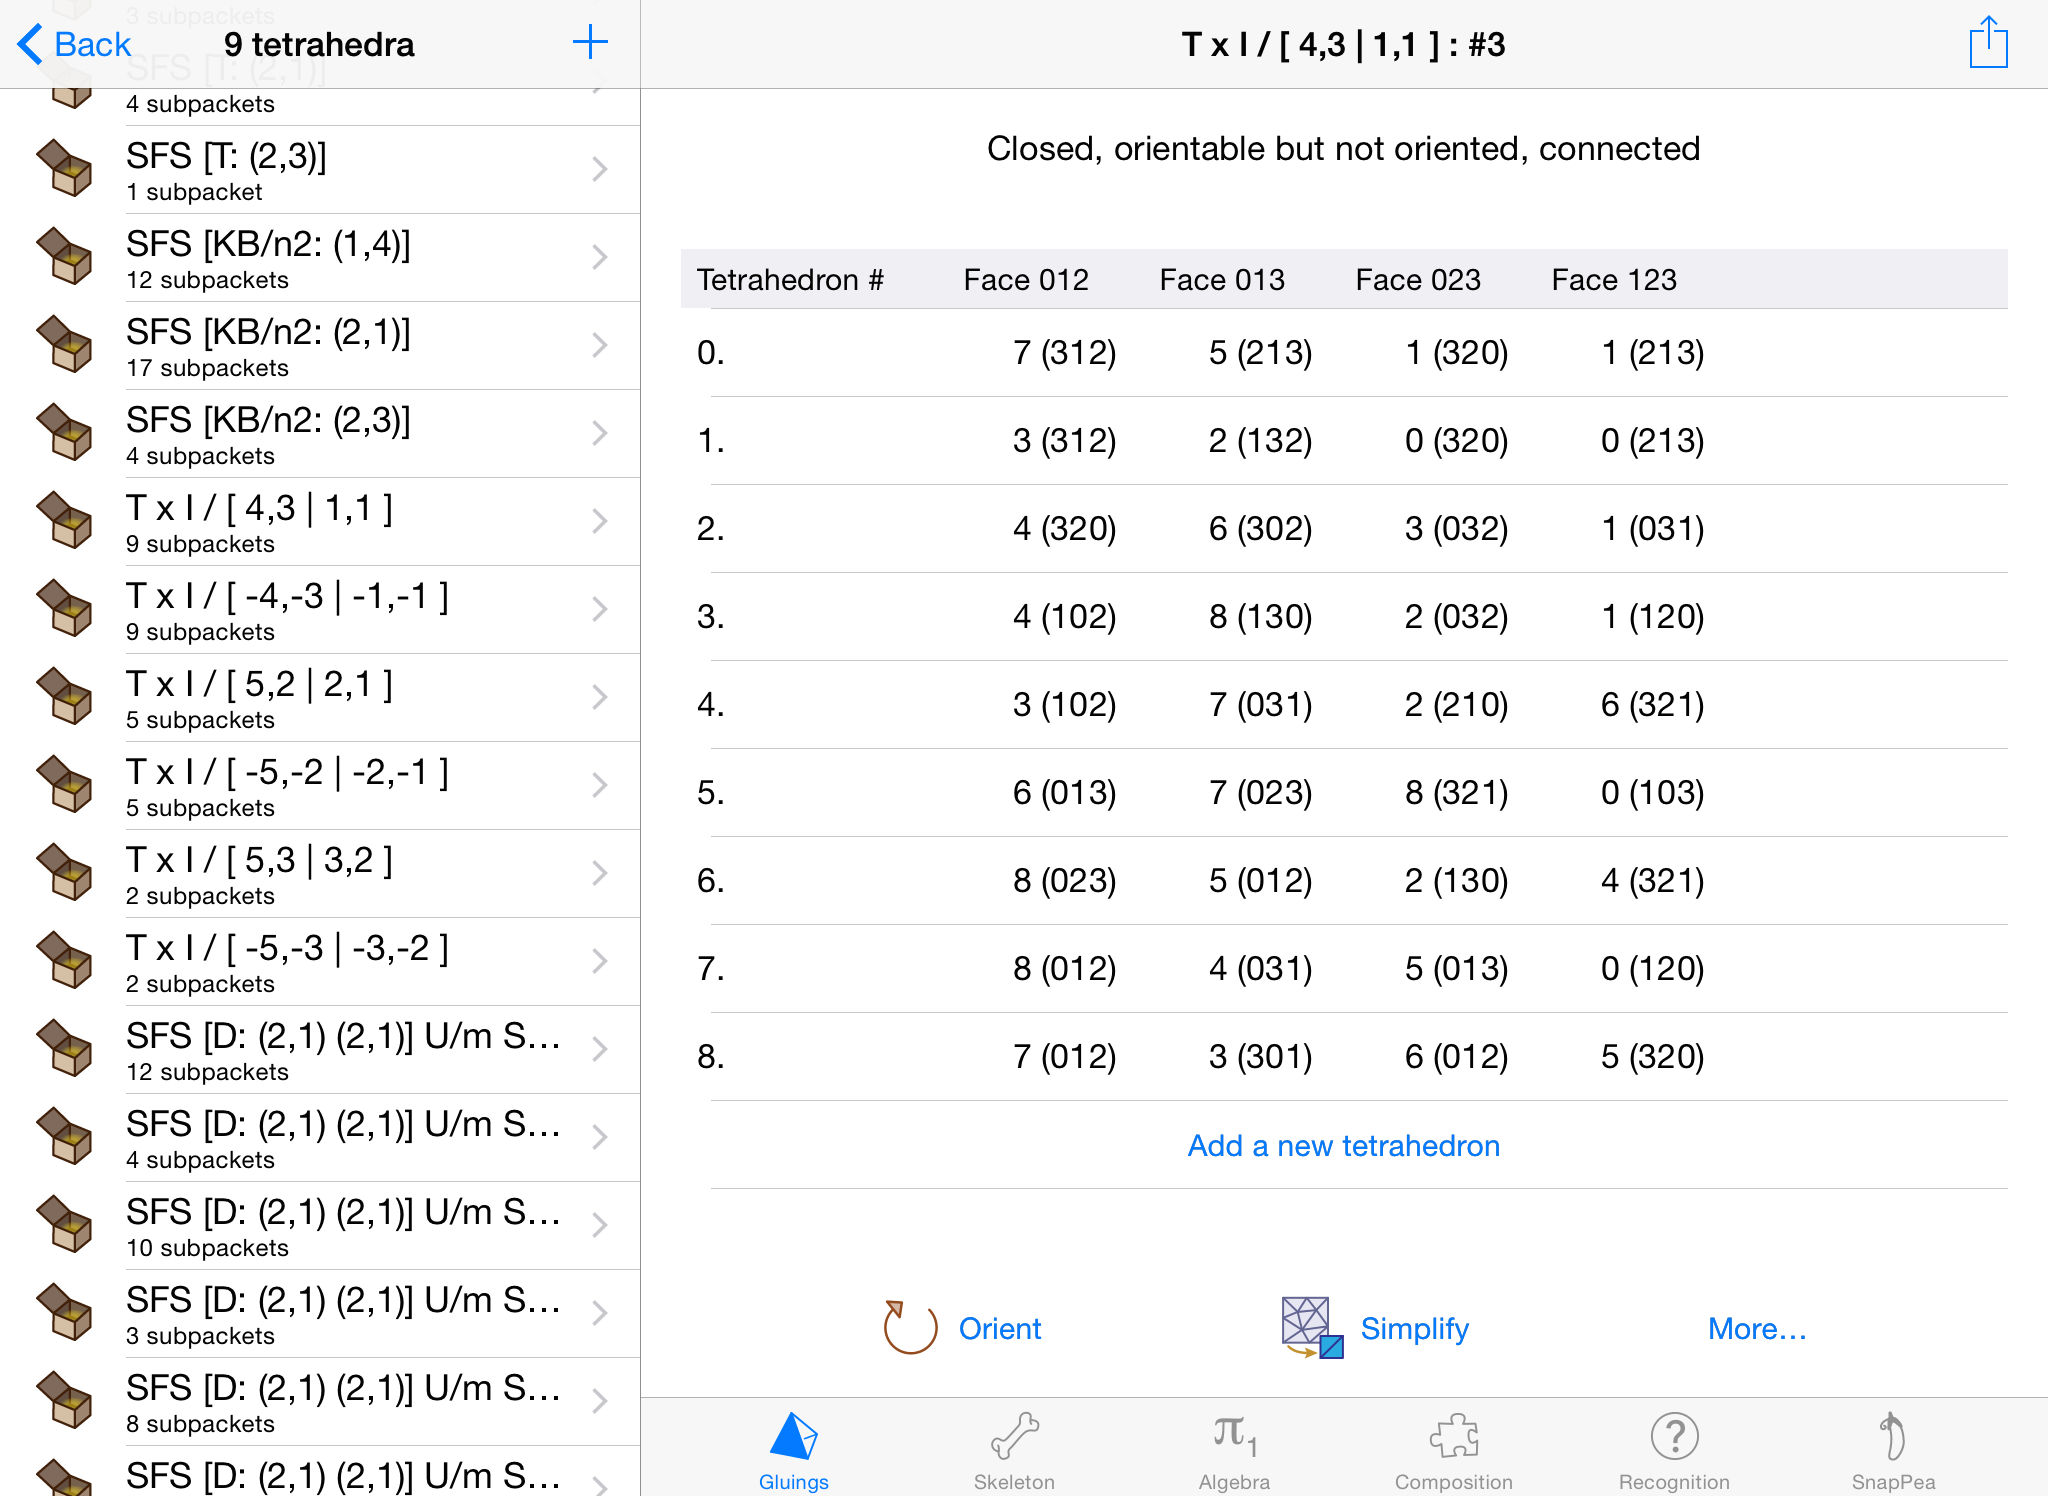 3 subpackets
Back
9 tetrahedra
+
SFS [T: (2,1)]
4 subpackets
SFS [T: (2,3)]
1 subpacket
SFS [KB/n2: (1,4)]
12 subpackets
SFS [KB/n2: (2,1)]
17 subpackets
SFS [KB/n2: (2,3)]
4 subpackets
T x I / [ 4,3 | 1,1 ]
9 subpackets
T x I / [ -4,-3 | -1,-1 ]
9 subpackets
T x I / [ 5,2 | 2,1 ]
5 subpackets
T x I / [ -5,-2 | -2,-1 ]
5 subpackets
T x I / [ 5,3 | 3,2 ]
2 subpackets
T x I / [ -5,-3 | -3,-2 ]
2 subpackets
SFS [D: (2,1) (2,1)] U/m S...
12 subpackets
SFS [D: (2,1) (2,1)] U/m S...
4 subpackets
SFS [D: (2,1) (2,1)] U/m S...
10 subpackets
SFS [D: (2,1) (2,1)] U/m S...
3 subpackets
SFS [D: (2,1) (2,1)] U/m S...
8 subpackets
SFS [D: (2,1) (2,1)] U/m S...
T x I / [ 4,3 | 1,1 ] : #3
Closed, orientable but not oriented, connected
Tetrahedron # Face 012 Face 013 Face 023 Face 123
0. 7 (312) 5 (213) 1 (320) 1 (213)
1. 3 (312) 2 (132) 0 (320) 0 (213)
2. 4 (320) 6 (302) 3 (032) 1 (031)
3. 4 (102) 8 (130) 2 (032) 1 (120)
4. 3 (102) 7 (031) 2 (210) 6 (321)
5. 6 (013) 7 (023) 8 (321) 0 (103)
6. 8 (023) 5 (012) 2 (130) 4 (321)
7. 8 (012) 4 (031) 5 (013) 0 (120)
8. 7 (012) 3 (301) 6 (012) 5 (320)
Add a new tetrahedron
Orient Simplify More...
π1 ?
Gluings Skeleton Algebra Composition Recognition SnapPea